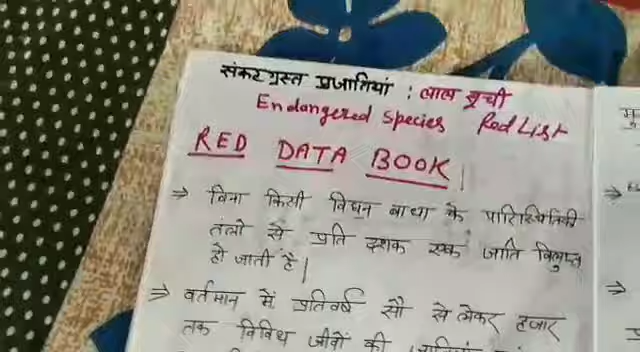 संकटग्रस्त प्रजातियां : लाल सूची
Endangered species Red List
RED DATA BOOK
⇒ बिना किसी विघन बाधा के पारिस्थितिकी
तंत्रो से प्रति दशक एक जाति विलुप्त
हो जाती है।
⇒ वर्तमान में प्रतिवर्ष सौ से लेकर हजार
तक विविध जीवों की